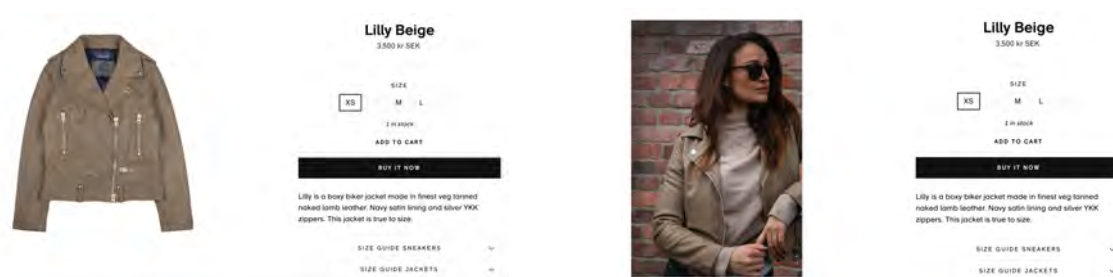 Lilly Beige
3,500 kr SEK
SIZE
XS M L
1 in stock
ADD TO CART
BUY IT NOW
Lilly is a boxy biker jacket made in finest veg tanned
naked lamb leather. Navy satin lining and silver YKK
zippers. This jacket is true to size.
SIZE GUIDE SNEAKERS
SIZE GUIDE JACKETS
Lilly Beige
3,500 kr SEK
SIZE
XS M L
1 in stock
ADD TO CART
BUY IT NOW
Lilly is a boxy biker jacket made in finest veg tanned
naked lamb leather. Navy satin lining and silver YKK
zippers. This jacket is true to size.
SIZE GUIDE SNEAKERS
SIZE GUIDE JACKETS